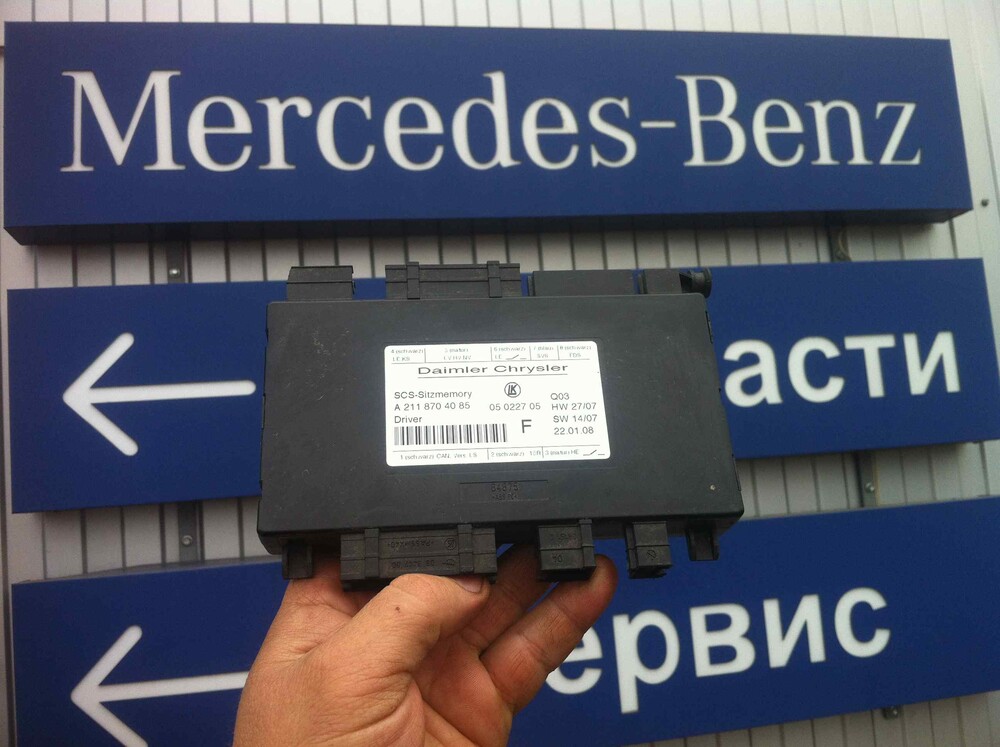 Mercedes-Benz
Daimler Chrysler
SCS-Sitzmemory
Q03
A 211 870 40 85
05 0227 05
HW 27/07
Driver
F
SW 14/07
22.01.08
асти
ервис